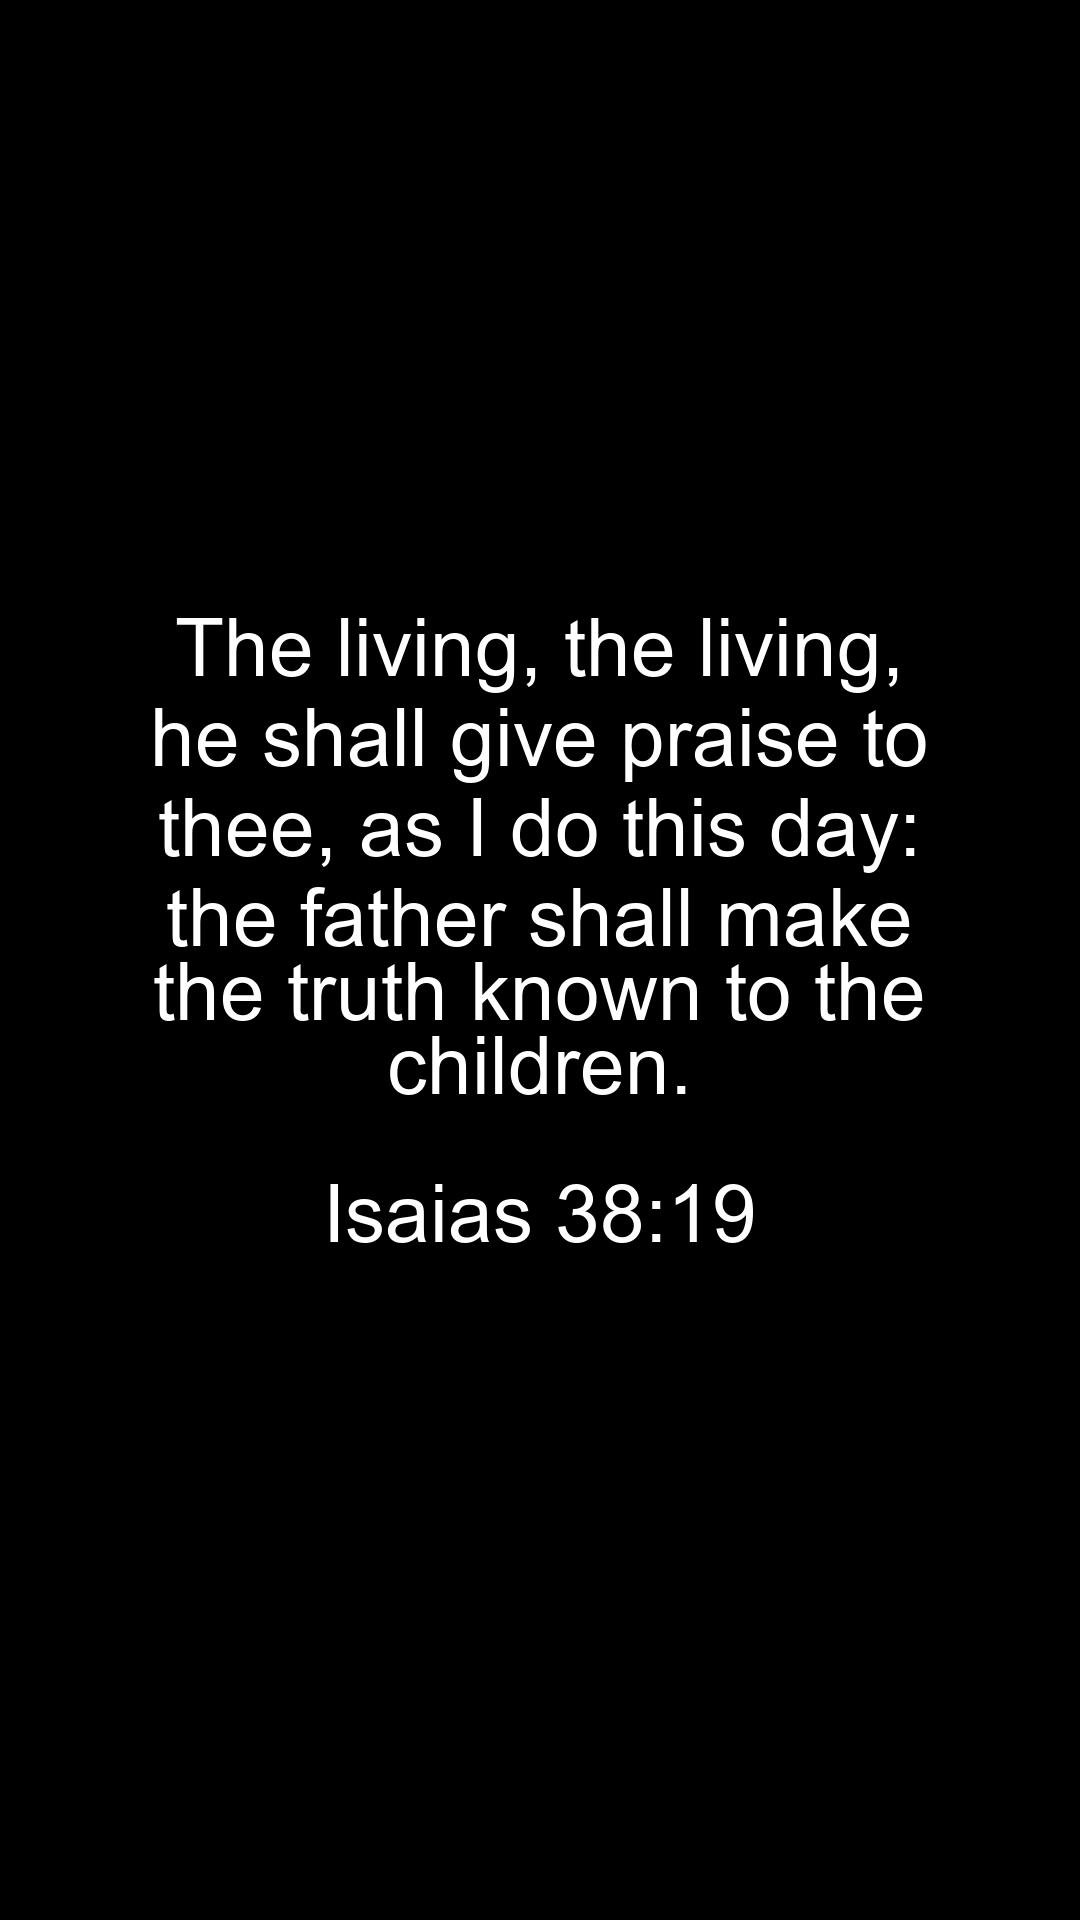 The living, the living,
he shall give praise to
thee, as I do this day:
the father shall make
the truth known to the
children.
Isaias 38:19